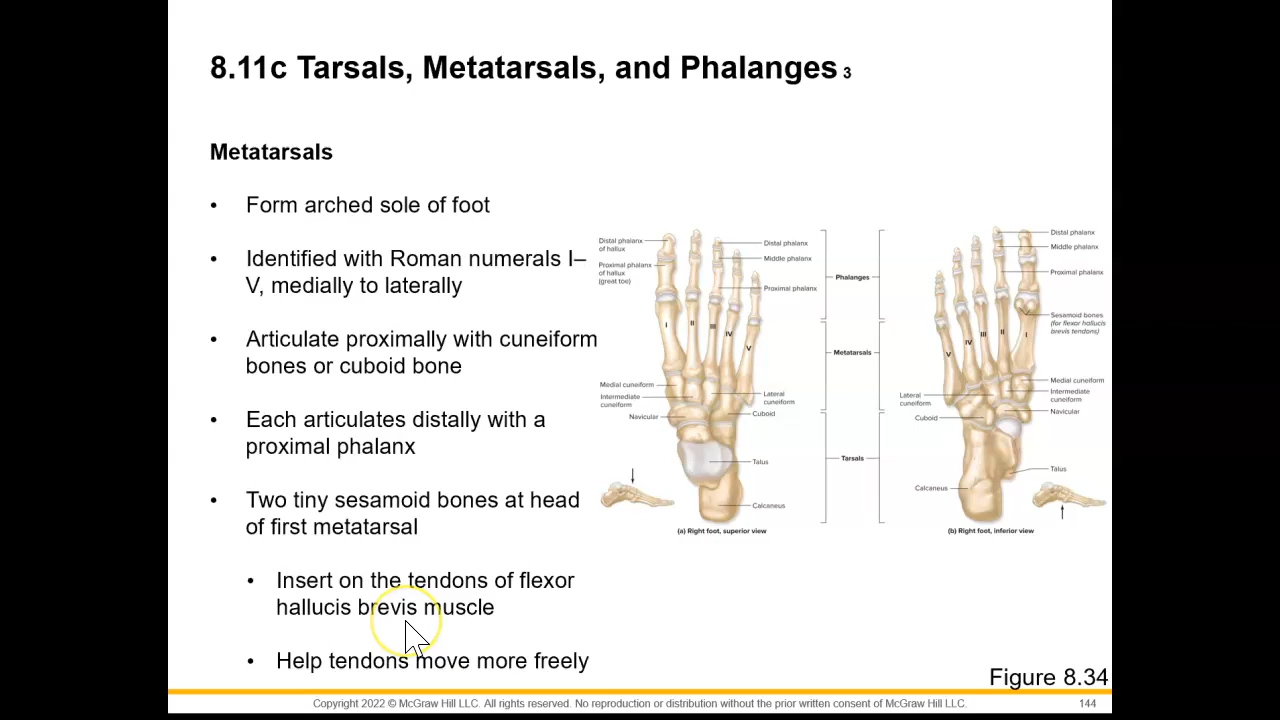 8.11c Tarsals, Metatarsals, and Phalanges 3
Metatarsals
• Form arched sole of foot
• Identified with Roman numerals I–
V, medially to laterally
• Articulate proximally with cuneiform
bones or cuboid bone
• Each articulates distally with a
proximal phalanx
• Two tiny sesamoid bones at head
of first metatarsal
• Insert on the tendons of flexor
hallucis brevis muscle
• Help tendons move more freely
Distal phalanx
of hallux
Proximal phalanx
of hallux
(great toe)
Distal phalanx
Middle phalanx
Proximal phalanx
I
II
III
IV
V
Medial cuneiform
Intermediate
cuneiform
Navicular
Lateral
cuneiform
Cuboid
Talus
Calcaneus
(a) Right foot, superior view
Phalanges
Metatarsals
Tarsals
Distal phalanx
Middle phalanx
Proximal phalanx
Sesamoid bones
(for flexor hallucis
brevis tendons)
V
IV
III
II
I
Lateral
cuneiform
Cuboid
Medial cuneiform
Intermediate
cuneiform
Navicular
Talus
Calcaneus
(b) Right foot, inferior view
Figure 8.34
Copyright 2022 © McGraw Hill LLC. All rights reserved. No reproduction or distribution without the prior written consent of McGraw Hill LLC.
144